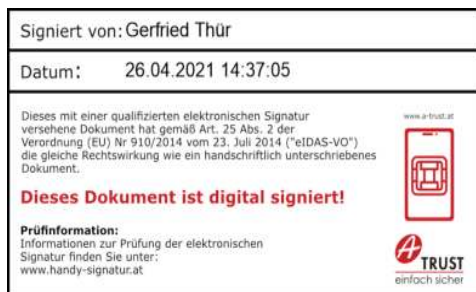 Signiert von: Gerfried Thür
Datum: 26.04.2021 14:37:05
Dieses mit einer qualifizierten elektronischen Signatur
versehene Dokument hat gemäß Art. 25 Abs. 2 der
Verordnung (EU) Nr 910/2014 vom 23. Juli 2014 ("eIDAS-VO")
die gleiche Rechtswirkung wie ein handschriftlich unterschriebenes
Dokument.
Dieses Dokument ist digital signiert!
Prüfinformation:
Informationen zur Prüfung der elektronischen
Signatur finden Sie unter:
www.handy-signatur.at
www.a-trust.at
A TRUST
einfach sicher